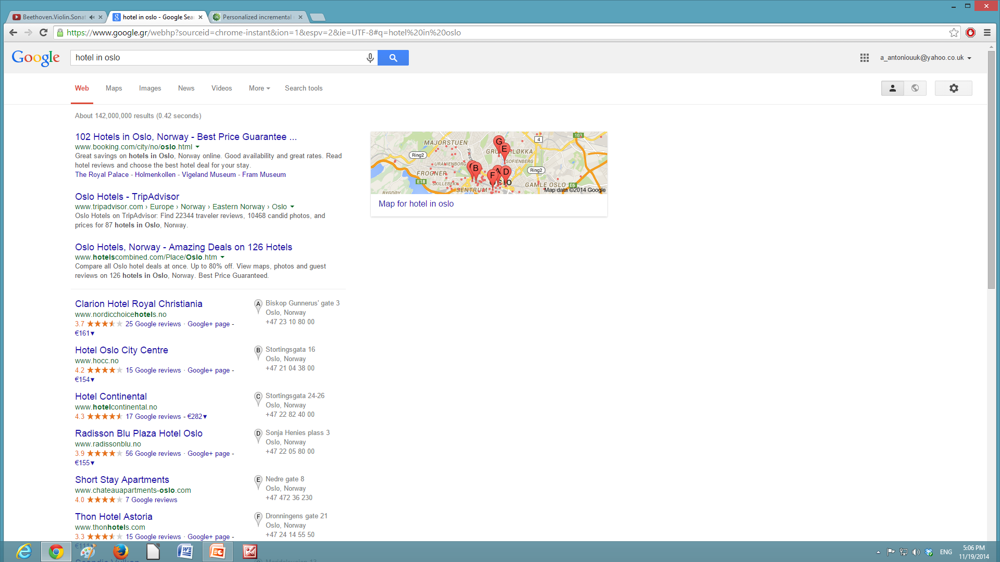 Beethoven.Violin.Sonat
hotel in oslo - Google Sea
Personalized incremental
https://www.google.gr/webhp?sourceid=chrome-instant&ion=1&espv=2&ie=UTF-8#q=hotel%20in%20oslo
Google
hotel in oslo
a_antoniouuk@yahoo.co.uk
Web Maps Images News Videos More Search tools
About 142,000,000 results (0.42 seconds)
102 Hotels in Oslo, Norway - Best Price Guarantee ...
www.booking.com/city/no/oslo.html
Great savings on hotels in Oslo, Norway online. Good availability and great rates. Read
hotel reviews and choose the best hotel deal for your stay.
The Royal Palace - Holmenkollen - Vigeland Museum - Fram Museum
Oslo Hotels - TripAdvisor
www.tripadvisor.com › Europe › Norway › Eastern Norway › Oslo
Oslo Hotels on TripAdvisor: Find 22344 traveler reviews, 10468 candid photos, and
prices for 87 hotels in Oslo, Norway.
Oslo Hotels, Norway - Amazing Deals on 126 Hotels
www.hotelscombined.com/Place/Oslo.htm
Compare all Oslo hotel deals at once. Up to 80% off. View maps, photos and guest
reviews on 126 hotels in Oslo, Norway. Best Price Guaranteed.
Clarion Hotel Royal Christiania
www.nordicchoicehotels.no
3.7 25 Google reviews · Google+ page -
€161
A Biskop Gunnerus' gate 3
Oslo, Norway
+47 23 10 80 00
Hotel Oslo City Centre
www.hocc.no
4.2 15 Google reviews · Google+ page -
€154
B Stortingsgata 16
Oslo, Norway
+47 21 04 38 00
Hotel Continental
www.hotelcontinental.no
4.3 17 Google reviews - €282
C Stortingsgata 24-26
Oslo, Norway
+47 22 82 40 00
Radisson Blu Plaza Hotel Oslo
www.radissonblu.no
3.9 56 Google reviews · Google+ page -
€155
D Sonja Henies plass 3
Oslo, Norway
+47 22 05 80 00
Short Stay Apartments
www.chateauapartments-oslo.com
4.0 7 Google reviews
E Nedre gate 8
Oslo, Norway
+47 472 36 230
Thon Hotel Astoria
www.thonhotels.com
3.3 15 Google reviews · Google+ page -
€111
F Dronningens gate 21
Oslo, Norway
+47 24 14 55 50
MAJORSTUEN
4
163
G
E
Ring2
SOFIENBERG
URANIENBORG
B
A
D
F
Ring2
FROGNER
E18
SKILLEBEKK
OSLO
GAMLE OSLO
E6
SENTRUM
BYGDØY
Map data ©2014 Google
Map for hotel in oslo
ENG
5:06 PM
11/19/2014